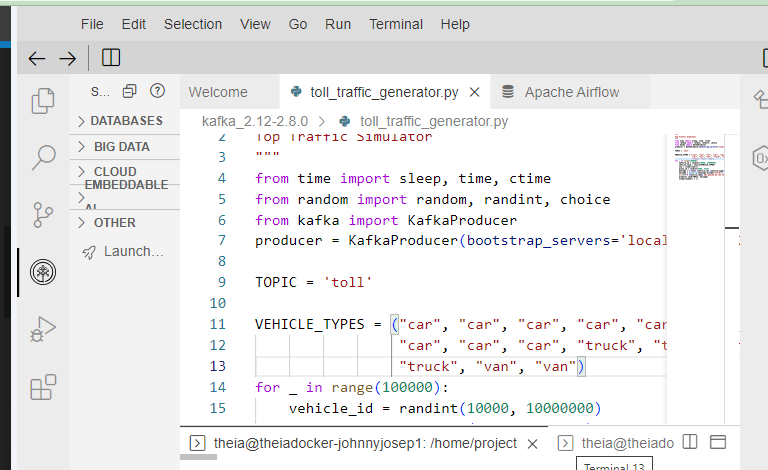 File Edit Selection View Go Run Terminal Help
S...
Welcome
toll_traffic_generator.py
Apache Airflow
kafka_2.12-2.8.0 > toll_traffic_generator.py
DATABASES
BIG DATA
CLOUD
EMBEDDABLE AI
OTHER
Launch...
2 Top Traffic Simulator
3 """
4 from time import sleep, time, ctime
5 from random import random, randint, choice
6 from kafka import KafkaProducer
7 producer = KafkaProducer(bootstrap_servers='local
8
9 TOPIC = 'toll'
10
11 VEHICLE_TYPES = ("car", "car", "car", "car", "car
12 "car", "car", "car", "truck", "t
13 "truck", "van", "van")
14 for _ in range(100000):
15 vehicle_id = randint(10000, 10000000)
theia@theiadocker-johnnyjosep1: /home/project
theia@theiado
Terminal 13